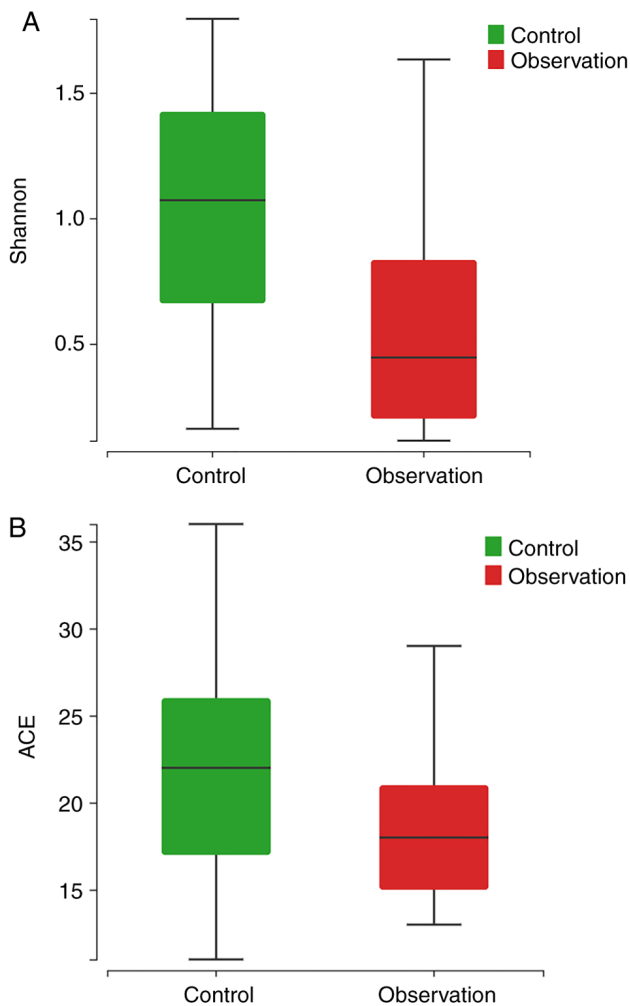 A
Control
Observation
1.5
1.0
0.5
Shannon
Control Observation
B
Control
Observation
35
30
25
20
15
ACE
Control Observation